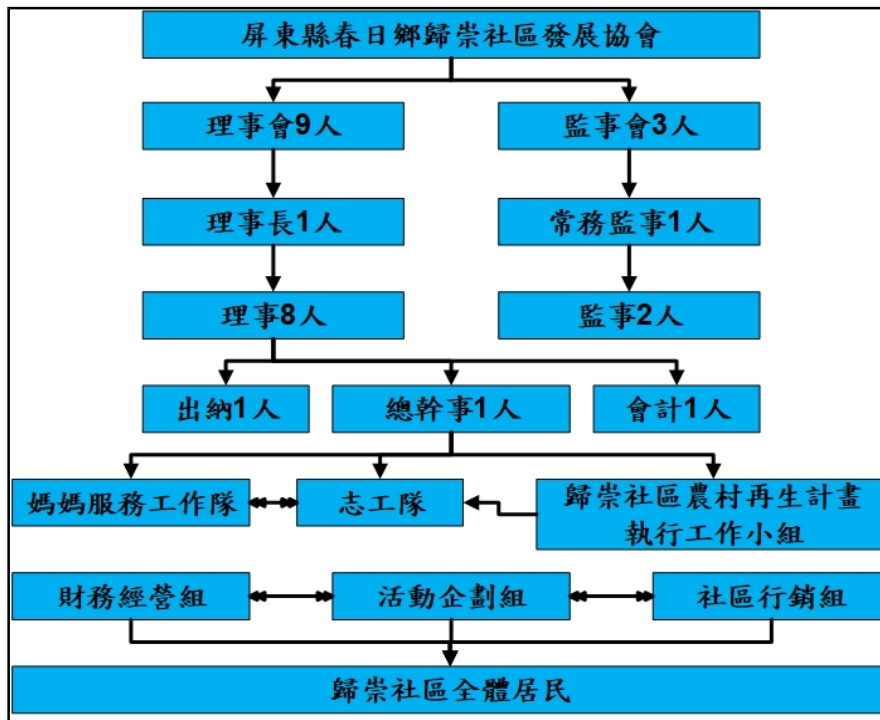 屏東縣春日鄉歸崇社區發展協會
理事會9人
監事會3人
理事長1人
常務監事1人
理事8人
監事2人
出納1人
總幹事1人
會計1人
媽媽服務工作隊
志工隊
歸崇社區農村再生計畫
執行工作小組
財務經營組
活動企劃組
社區行銷組
歸崇社區全體居民